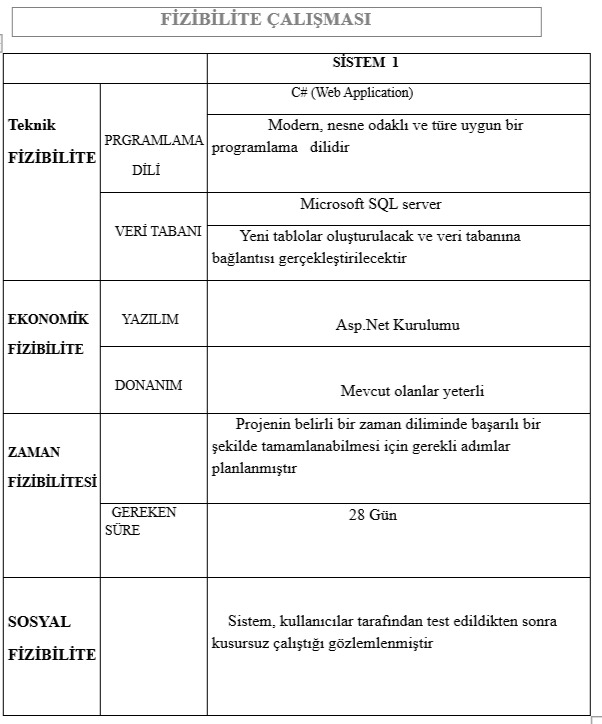 FİZİBİLİTE ÇALIŞMASI
SİSTEM 1
Teknik
FİZİBİLİTE
PRGRAMLAMA
DİLİ
C# (Web Application)
Modern, nesne odaklı ve türe uygun bir
programlama dilidir
VERİ TABANI
Microsoft SQL server
Yeni tablolar oluşturulacak ve veri tabanına
bağlantısı gerçekleştirilecektir
EKONOMİK
FİZİBİLİTE
YAZILIM
Asp.Net Kurulumu
DONANIM
Mevcut olanlar yeterli
ZAMAN
FİZİBİLİTESİ
Projenin belirli bir zaman diliminde başarılı bir
şekilde tamamlanabilmesi için gerekli adımlar
planlanmıştır
GEREKEN
SÜRE
28 Gün
SOSYAL
FİZİBİLİTE
Sistem, kullanıcılar tarafından test edildikten sonra
kusursuz çalıştığı gözlemlenmiştir